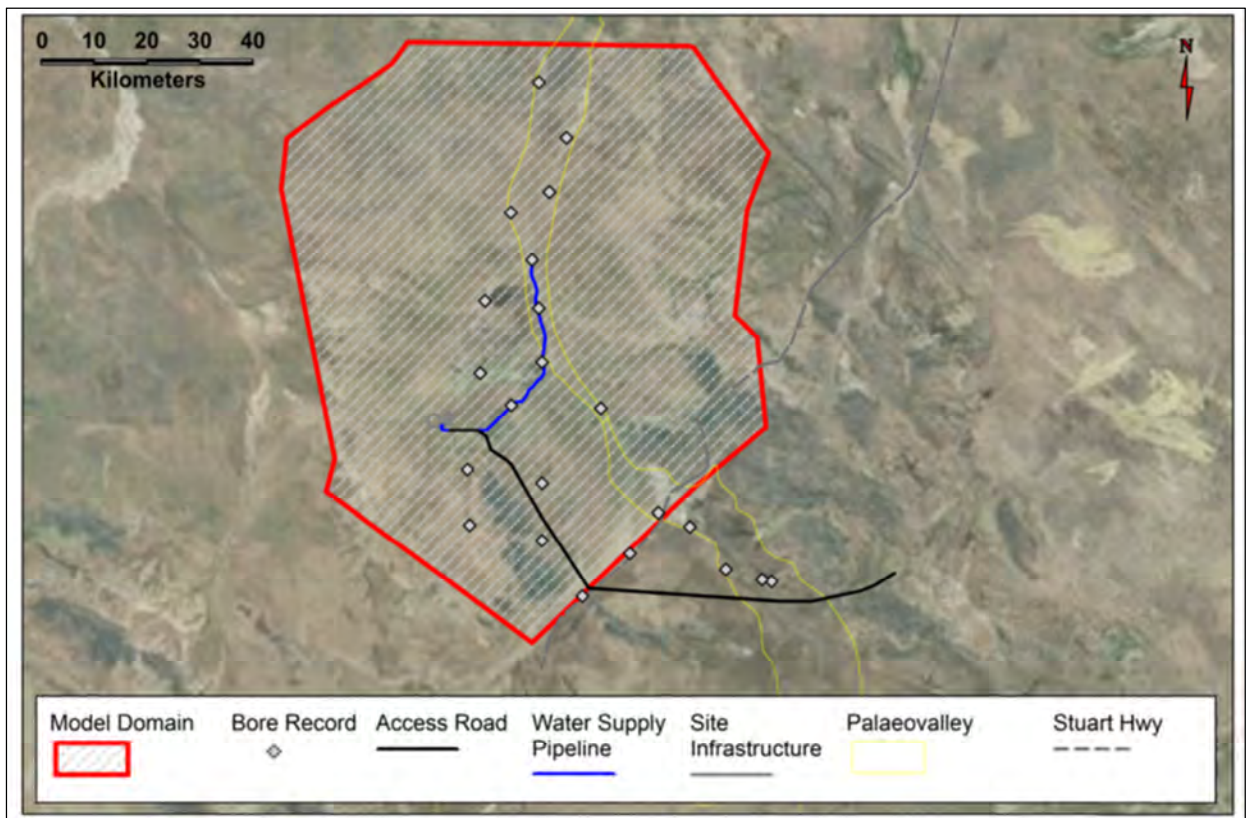 0 10 20 30 40
Kilometers
N
Model Domain
Bore Record
Access Road
Water Supply
Pipeline
Site
Infrastructure
Palaeovalley
Stuart Hwy